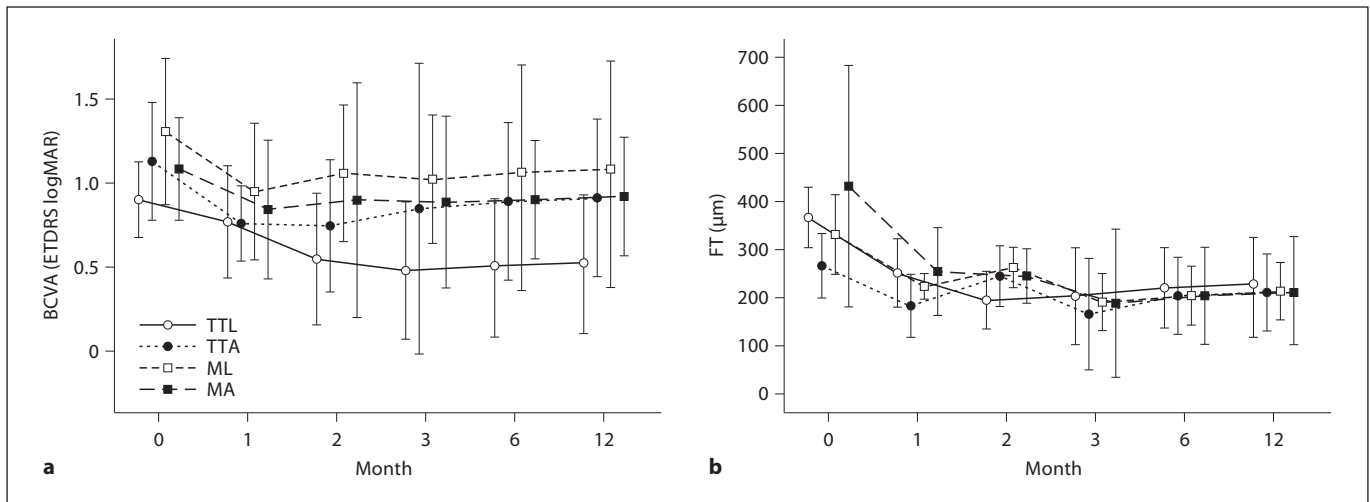 BCVA (ETDRS logMAR)
1.5
1.0
0.5
0
TTL
TTA
ML
MA
0 1 2 3 6 12
Month
a
FT (µm)
700
600
500
400
300
200
100
0
0 1 2 3 6 12
Month
b